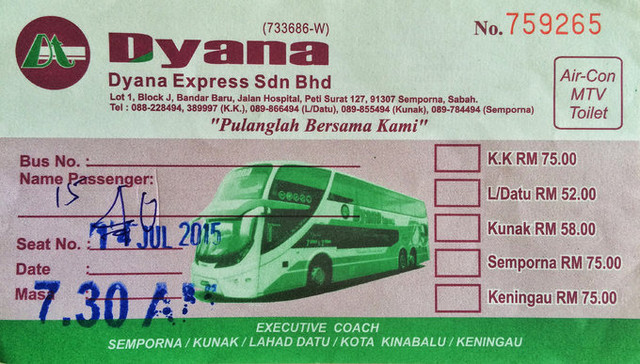 (733686-W)
No. 759265
Dyana
Dyana Express Sdn Bhd
Lot 1, Block J, Bandar Baru, Jalan Hospital, Peti Surat 127, 91307 Semporna, Sabah.
Tel : 088-228494, 389997 (K.K.), 089-866494 (L/Datu), 089-855494 (Kunak), 089-784494 (Semporna)
"Pulanglah Bersama Kami"
Air-Con
MTV
Toilet
Bus No. :
Name Passenger:
15
Seat No. :
JUL 2015
Date :
Masa
7.30 A
K.K RM 75.00
L/Datu RM 52.00
Kunak RM 58.00
Semporna RM 75.00
Keningau RM 75.00
EXECUTIVE COACH
SEMPORNA / KUNAK / LAHAD DATU / KOTA KINABALU / KENINGAU